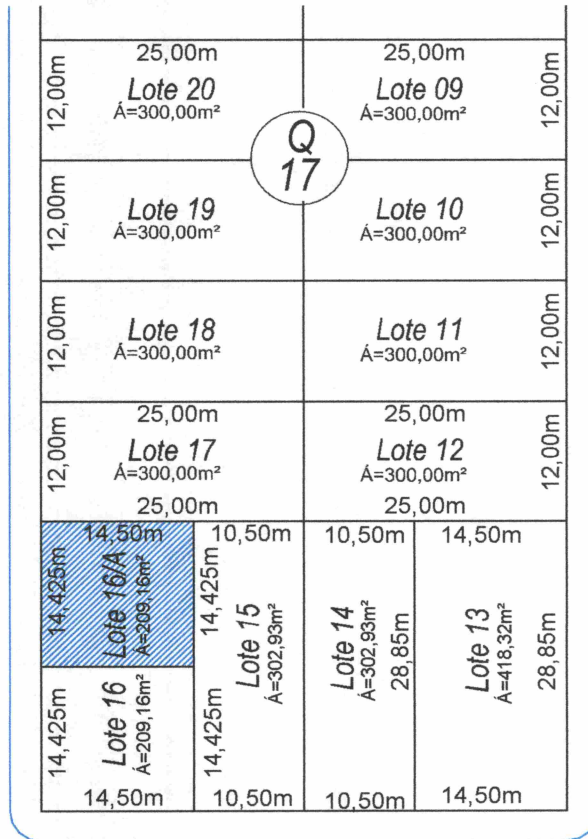 25,00m
25,00m
12,00m
Lote 20
Á=300,00m²
Lote 09
Á=300,00m²
12,00m
Q
17
12,00m
Lote 19
Á=300,00m²
Lote 10
Á=300,00m²
12,00m
12,00m
Lote 18
Á=300,00m²
Lote 11
Á=300,00m²
12,00m
25,00m
25,00m
12,00m
Lote 17
Á=300,00m²
Lote 12
Á=300,00m²
12,00m
25,00m
25,00m
14,50m
10,50m
10,50m
14,50m
14,425m
Lote 16/A
Á=209,16m²
14,425m
Lote 15
Á=302,93m²
Lote 14
Á=302,93m²
28,85m
Lote 13
Á=418,32m²
28,85m
14,425m
Lote 16
Á=209,16m²
14,425m
14,50m
10,50m
10,50m
14,50m